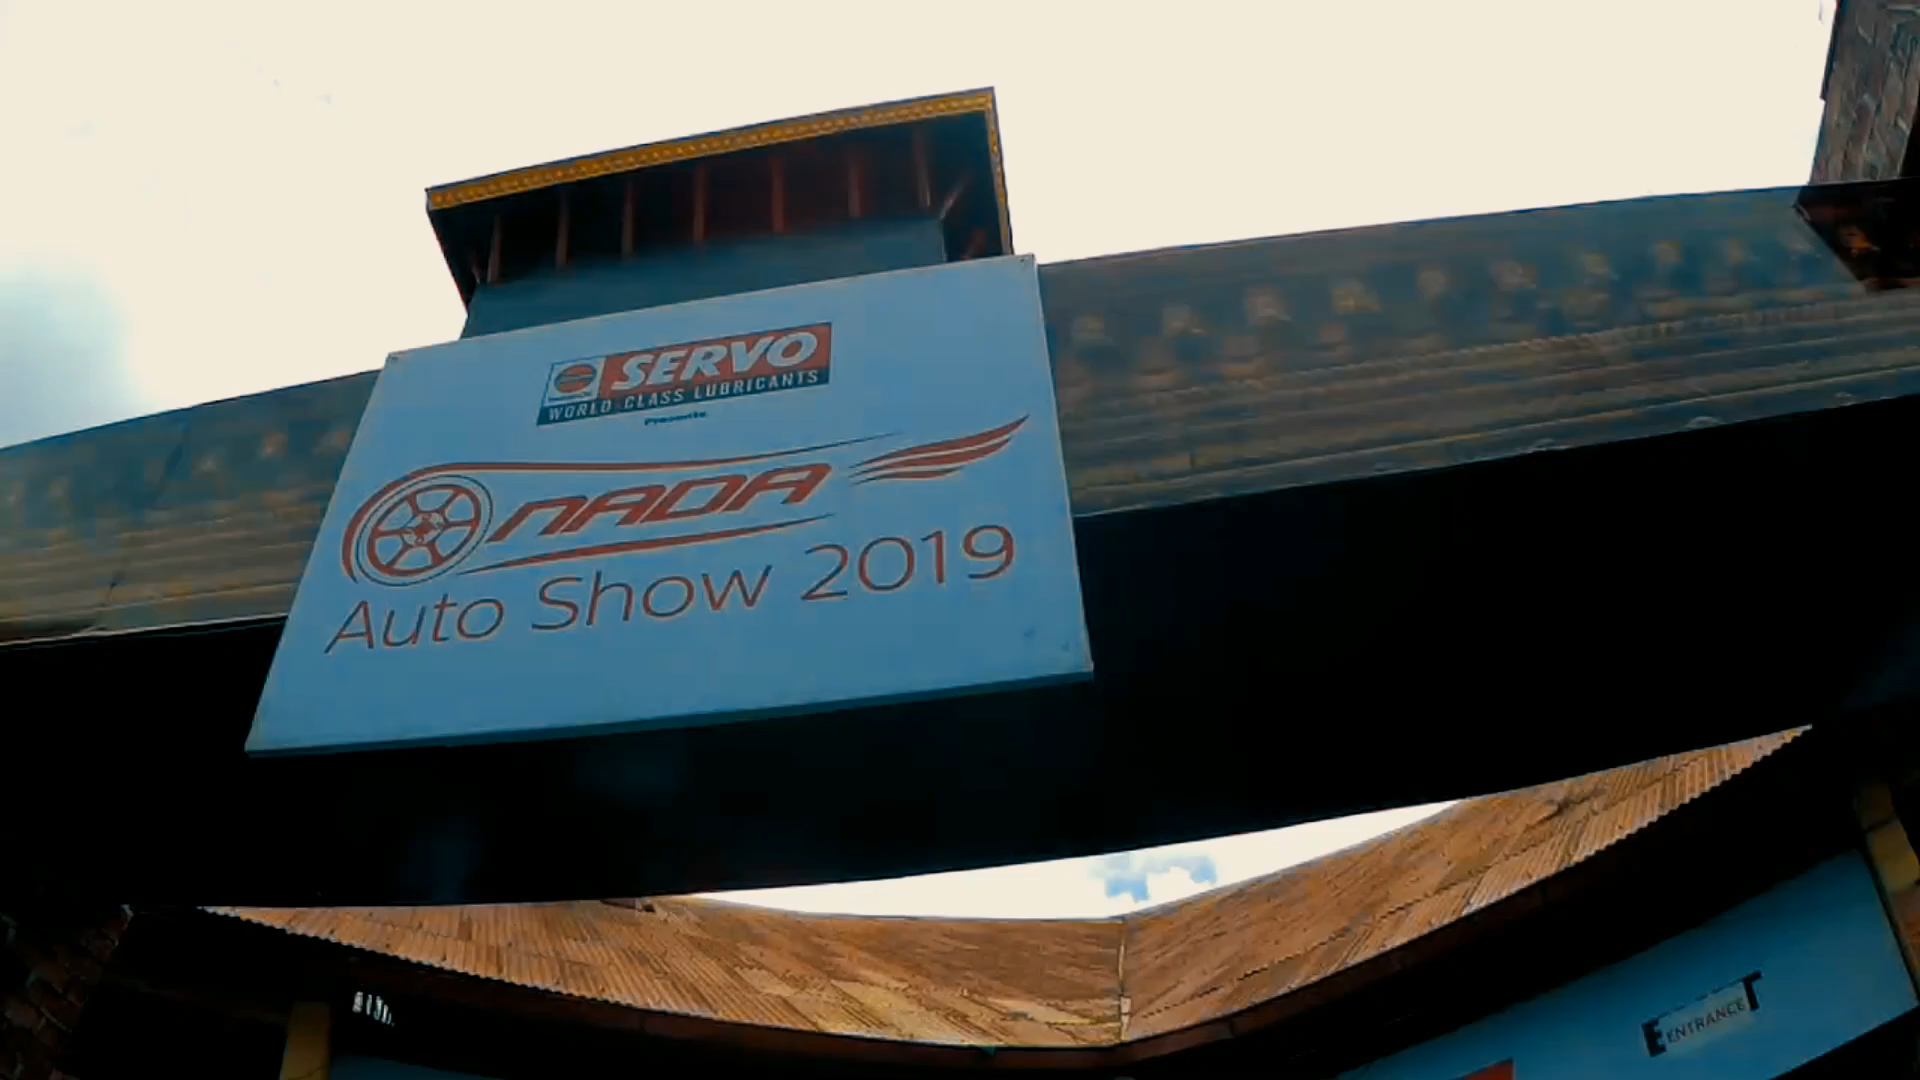 SERVO
WORLD CLASS LUBRICANTS
Presents
NADA
Auto Show 2019
ENTRANCE